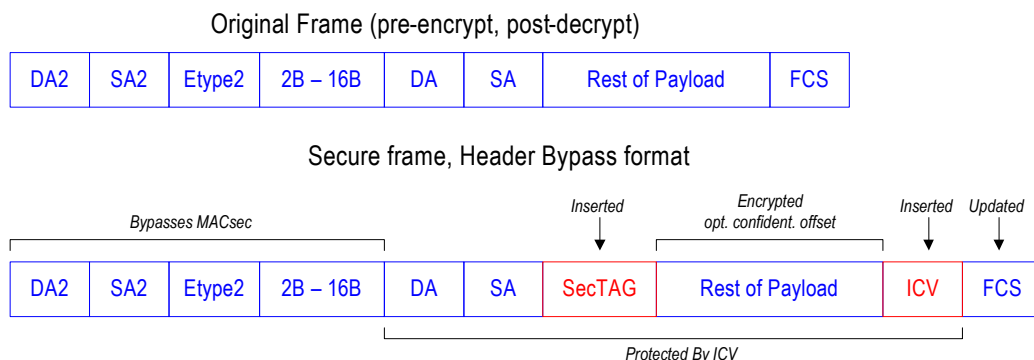 Original Frame (pre-encrypt, post-decrypt)
DA2 SA2 Etype2 2B – 16B DA SA Rest of Payload FCS
Secure frame, Header Bypass format
Bypasses MACsec Inserted Encrypted Inserted Updated
opt. confident. offset
DA2 SA2 Etype2 2B – 16B DA SA SecTAG Rest of Payload ICV FCS
Protected By ICV